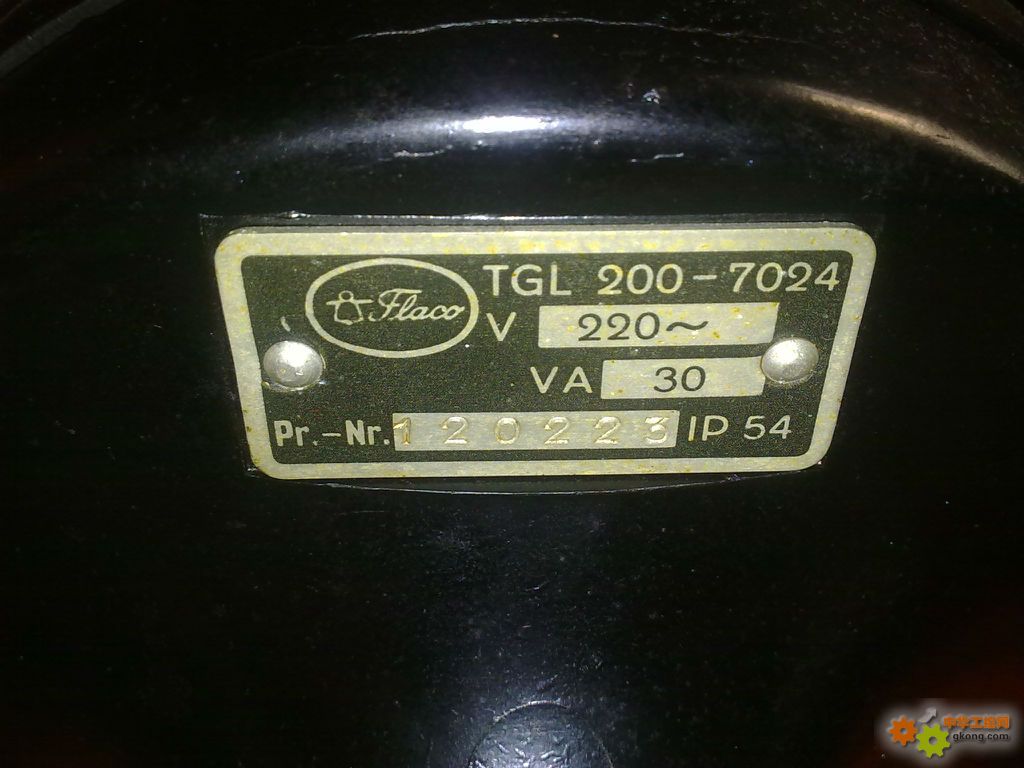 Flaco
TGL 200-7024
V 220~
VA 30
Pr.-Nr. 120223 IP 54
中华工控网
gkong.com